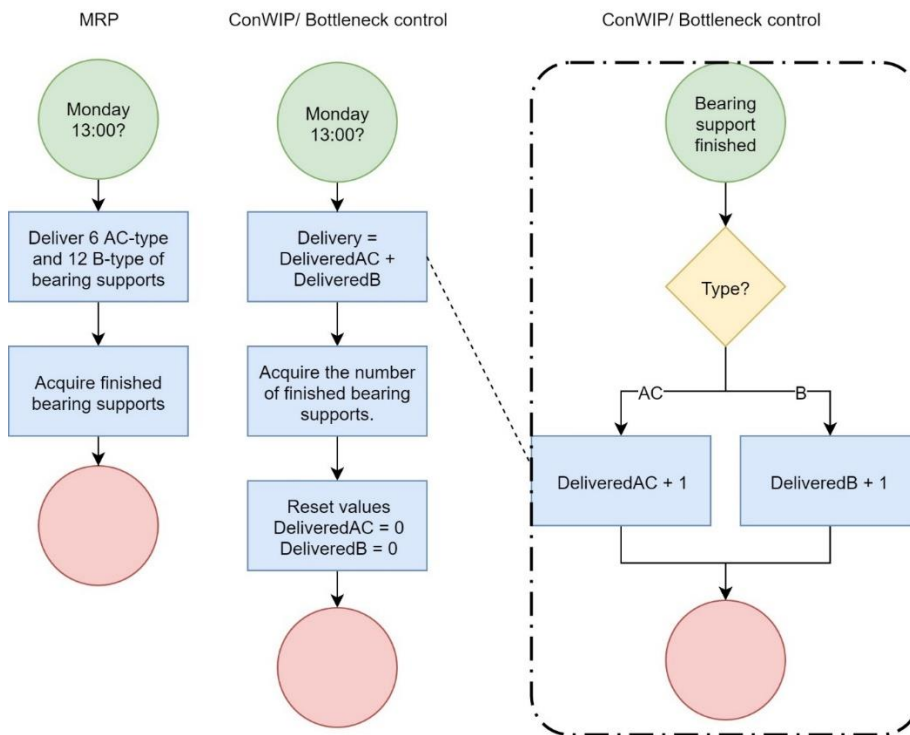 MRP
Monday
13:00?
Deliver 6 AC-type
and 12 B-type of
bearing supports
Acquire finished
bearing supports
ConWIP/ Bottleneck control
Monday
13:00?
Delivery =
DeliveredAC +
DeliveredB
Acquire the number
of finished bearing
supports.
Reset values
DeliveredAC = 0
DeliveredB = 0
ConWIP/ Bottleneck control
Bearing
support
finished
Type?
AC
B
DeliveredAC + 1
DeliveredB + 1